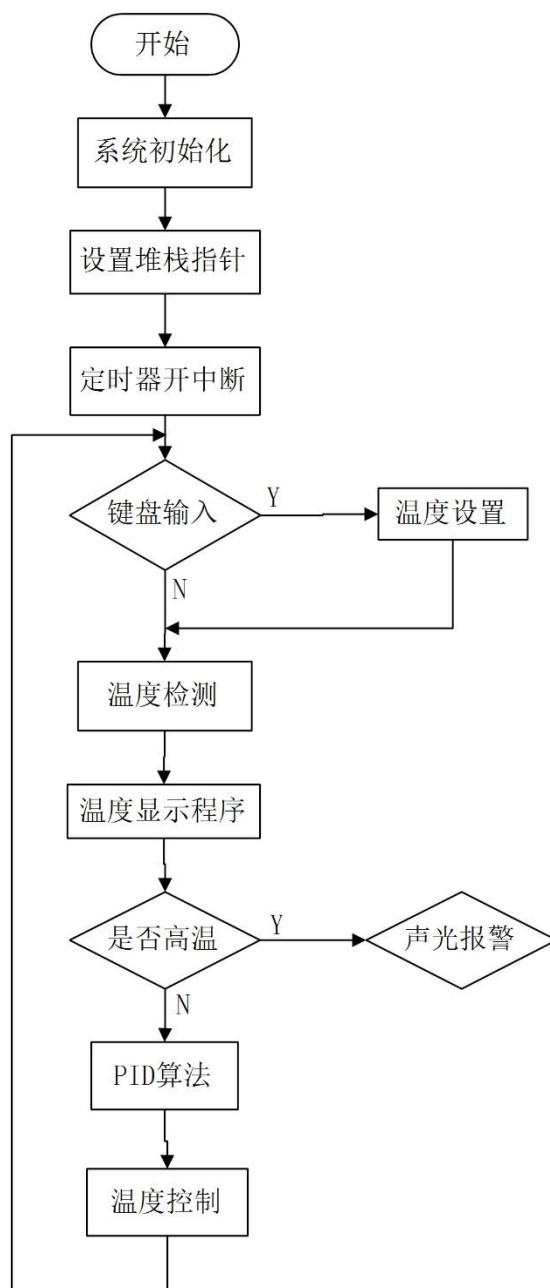 开始
系统初始化
设置堆栈指针
定时器开中断
键盘输入
Y
温度设置
N
温度检测
温度显示程序
是否高温
Y
声光报警
N
PID算法
温度控制